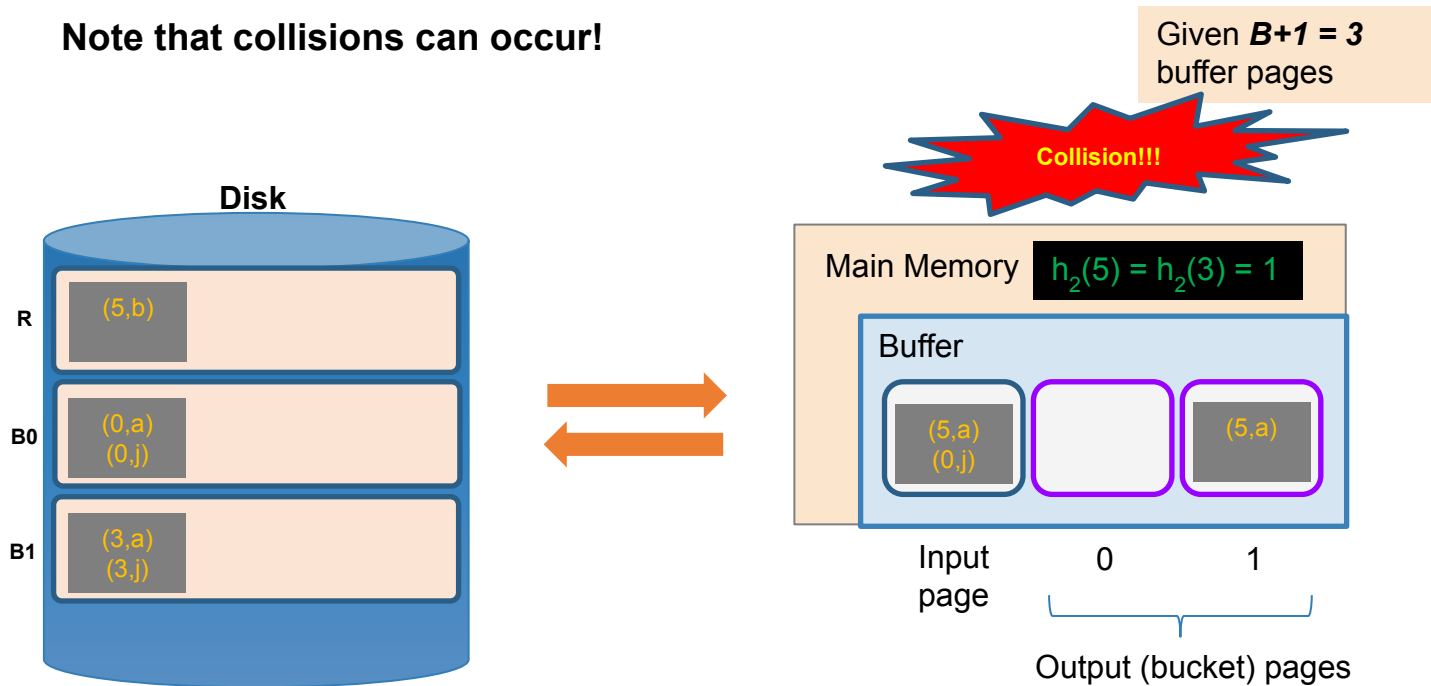 Note that collisions can occur!
Given B+1 = 3
buffer pages
Collision!!!
Disk
R
(5,b)
B0
(0,a)
(0,j)
B1
(3,a)
(3,j)
Main Memory
h₂(5) = h₂(3) = 1
Buffer
(5,a)
(0,j)
(5,a)
Input
page
0
1
Output (bucket) pages